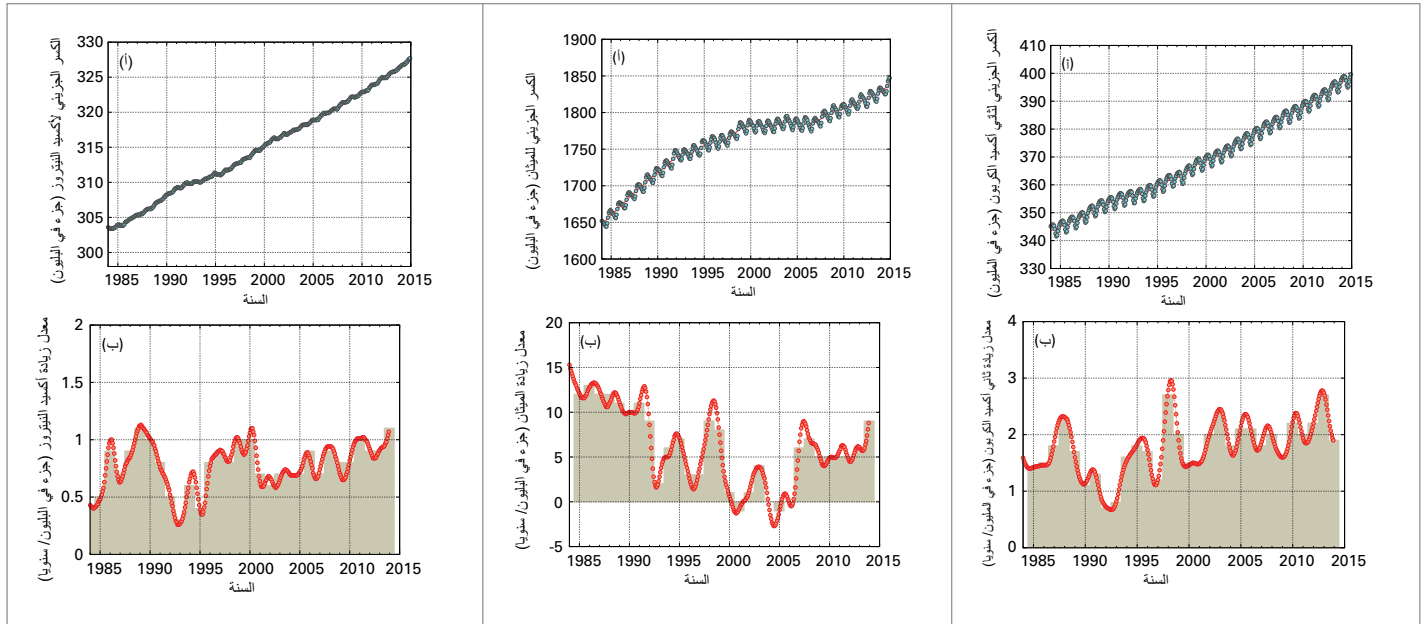 الكسر الجزيئي لثاني أكسيد الكربون (جزء في المليون)
(أ)
410
400
390
380
370
360
350
340
330
1985 1990 1995 2000 2005 2010 2015
السنة
معدل زيادة ثاني أكسيد الكربون (جزء في المليون/ سنويا)
(ب)
4
3
2
1
0
1985 1990 1995 2000 2005 2010 2015
السنة
الكسر الجزيئي للميثان (جزء في البليون)
(أ)
1900
1850
1800
1750
1700
1650
1600
1985 1990 1995 2000 2005 2010 2015
السنة
معدل زيادة الميثان (جزء في البليون/ سنويا)
(ب)
20
15
10
5
0
-5
1985 1990 1995 2000 2005 2010 2015
السنة
الكسر الجزيئي لأكسيد النيتروز (جزء في البليون)
(أ)
330
325
320
315
310
305
300
1985 1990 1995 2000 2005 2010 2015
السنة
معدل زيادة أكسيد النيتروز (جزء في البليون/ سنويا)
(ب)
2
1.5
1
0.5
0
1985 1990 1995 2000 2005 2010 2015
السنة